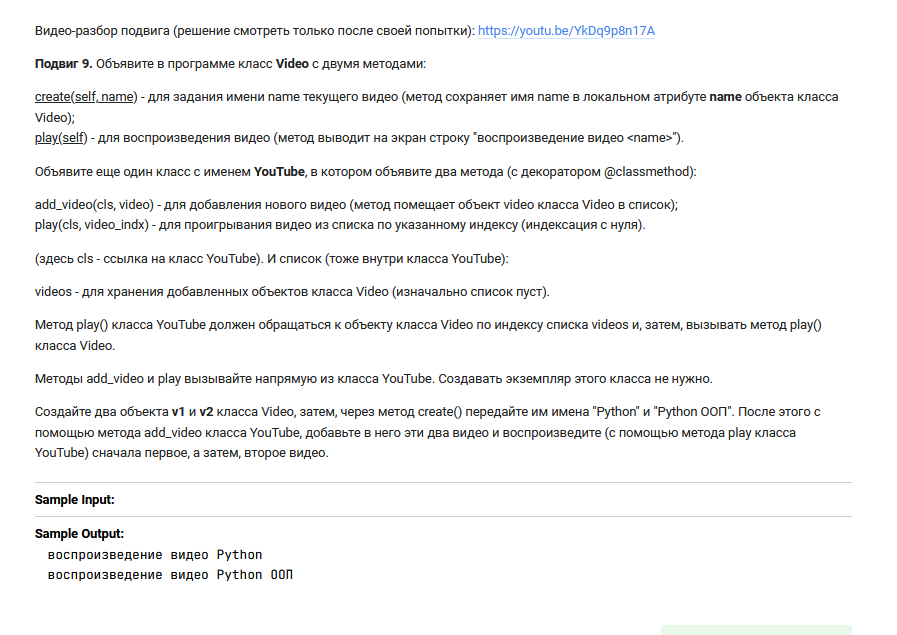 Видео-разбор подвига (решение смотреть только после своей попытки): https://youtu.be/YkDq9p8n17A
Подвиг 9. Объявите в программе класс Video с двумя методами:
create(self, name) - для задания имени name текущего видео (метод сохраняет имя name в локальном атрибуте name объекта класса
Video);
play(self) - для воспроизведения видео (метод выводит на экран строку "воспроизведение видео <name>").
Объявите еще один класс с именем YouTube, в котором объявите два метода (с декоратором @classmethod):
add_video(cls, video) - для добавления нового видео (метод помещает объект video класса Video в список);
play(cls, video_indx) - для проигрывания видео из списка по указанному индексу (индексация с нуля).
(здесь cls - ссылка на класс YouTube). И список (тоже внутри класса YouTube):
videos - для хранения добавленных объектов класса Video (изначально список пуст).
Метод play() класса YouTube должен обращаться к объекту класса Video по индексу списка videos и, затем, вызывать метод play()
класса Video.
Методы add_video и play вызывайте напрямую из класса YouTube. Создавать экземпляр этого класса не нужно.
Создайте два объекта v1 и v2 класса Video, затем, через метод create() передайте им имена "Python" и "Python ООП". После этого с
помощью метода add_video класса YouTube, добавьте в него эти два видео и воспроизведите (с помощью метода play класса
YouTube) сначала первое, а затем, второе видео.
Sample Input:
Sample Output:
воспроизведение видео Python
воспроизведение видео Python ООП